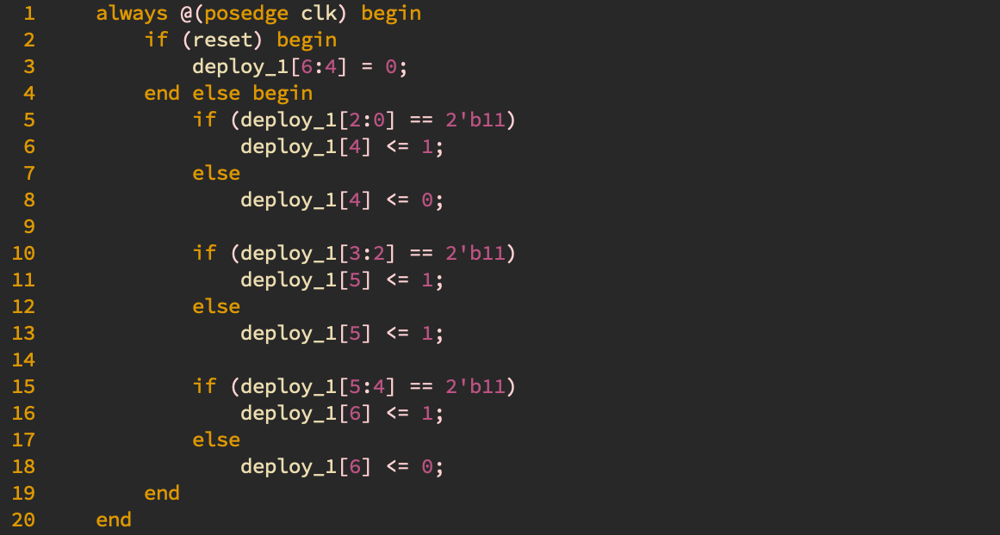 1 always @(posedge clk) begin
2 if (reset) begin
3 deploy_1[6:4] = 0;
4 end else begin
5 if (deploy_1[2:0] == 2'b11)
6 deploy_1[4] <= 1;
7 else
8 deploy_1[4] <= 0;
9
10 if (deploy_1[3:2] == 2'b11)
11 deploy_1[5] <= 1;
12 else
13 deploy_1[5] <= 1;
14
15 if (deploy_1[5:4] == 2'b11)
16 deploy_1[6] <= 1;
17 else
18 deploy_1[6] <= 0;
19 end
20 end